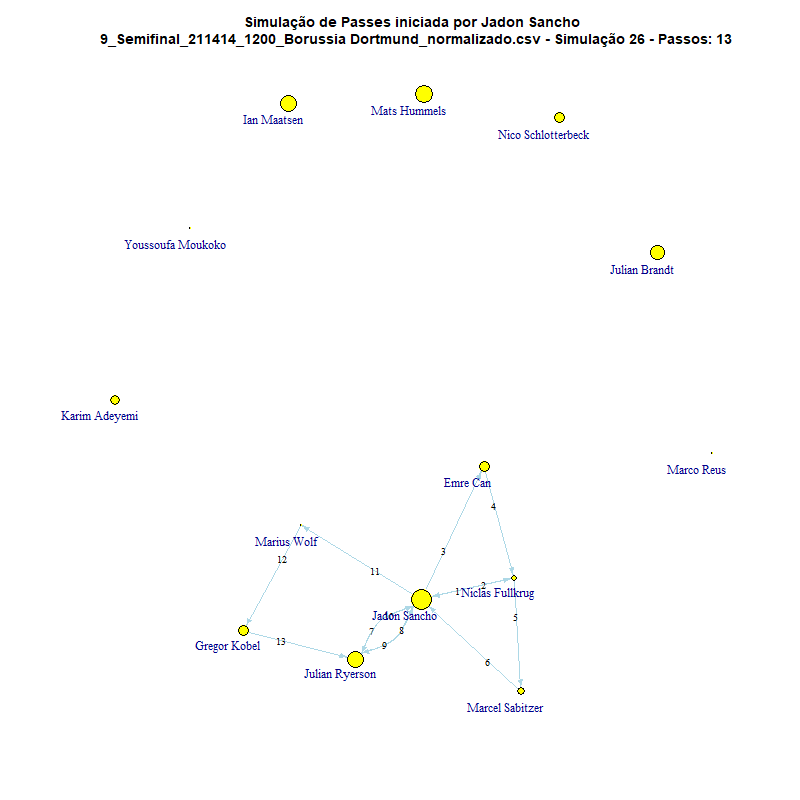 Simulação de Passes iniciada por Jadon Sancho
9_Semifinal_211414_1200_Borussia Dortmund_normalizado.csv - Simulação 26 - Passos: 13
Ian Maatsen
Mats Hummels
Nico Schlotterbeck
Youssoufa Moukoko
Julian Brandt
Karim Adeyemi
Marco Reus
Emre Can
4
Marius Wolf
3
12
11
1
2
Niclas Fullkrug
Jadon Sancho
10
5
7
8
13
Gregor Kobel
9
6
Julian Ryerson
Marcel Sabitzer